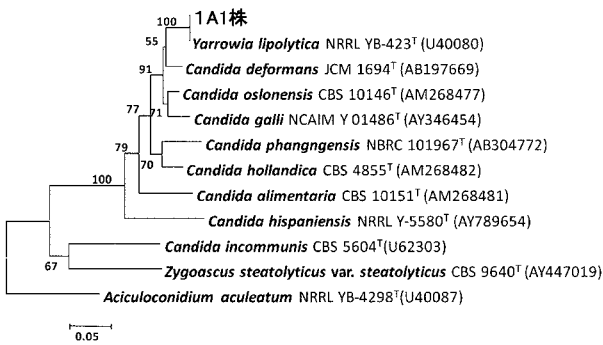 1A1株
100
55
Yarrowia lipolytica NRRL YB-423ᵀ (U40080)
Candida deformans JCM 1694ᵀ (AB197669)
91
Candida oslonensis CBS 10146ᵀ (AM268477)
77
71
Candida galli NCAIM Y 01486ᵀ (AY346454)
79
Candida phangngensis NBRC 101967ᵀ (AB304772)
70
Candida hollandica CBS 4855ᵀ (AM268482)
100
Candida alimentaria CBS 10151ᵀ (AM268481)
Candida hispaniensis NRRL Y-5580ᵀ (AY789654)
Candida incommunis CBS 5604ᵀ(U62303)
67
Zygoascus steatolyticus var. steatolyticus CBS 9640ᵀ (AY447019)
Aciculoconidium aculeatum NRRL YB-4298ᵀ(U40087)
0.05